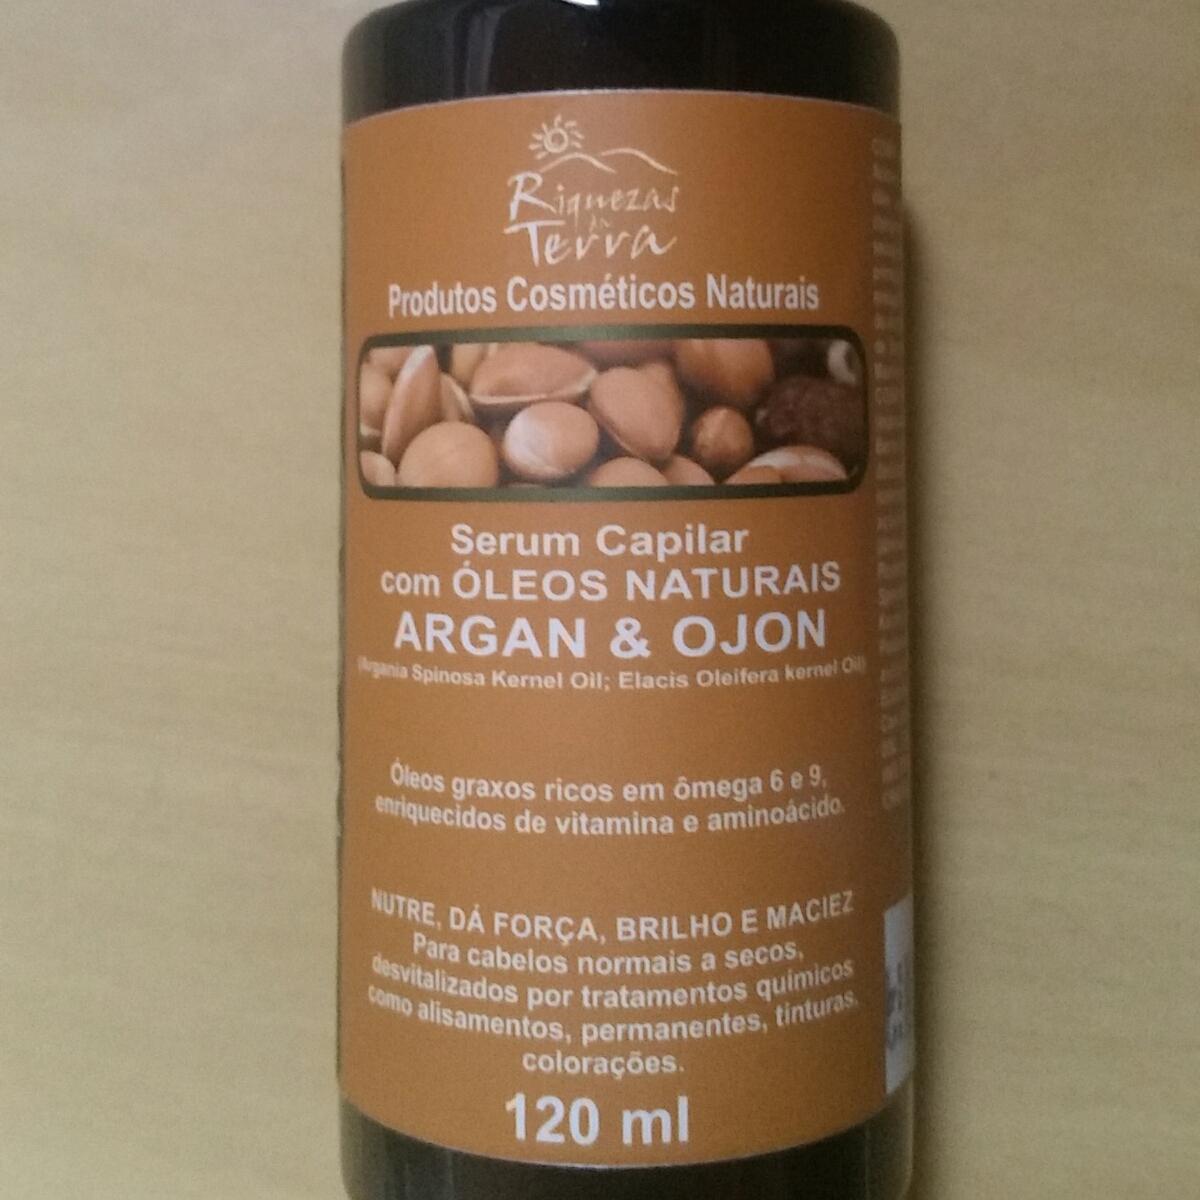 Riquezas
da
Terra
Produtos Cosméticos Naturais
Serum Capilar
com ÓLEOS NATURAIS
ARGAN & OJON
(Argania Spinosa Kernel Oil; Elacis Oleifera kernel Oil)
Óleos graxos ricos em ômega 6 e 9,
enriquecidos de vitamina e aminoácido.
NUTRE, DÁ FORÇA, BRILHO E MACIEZ
Para cabelos normais a secos,
desvitalizados por tratamentos químicos
como alisamentos, permanentes, tinturas,
colorações.
120 ml